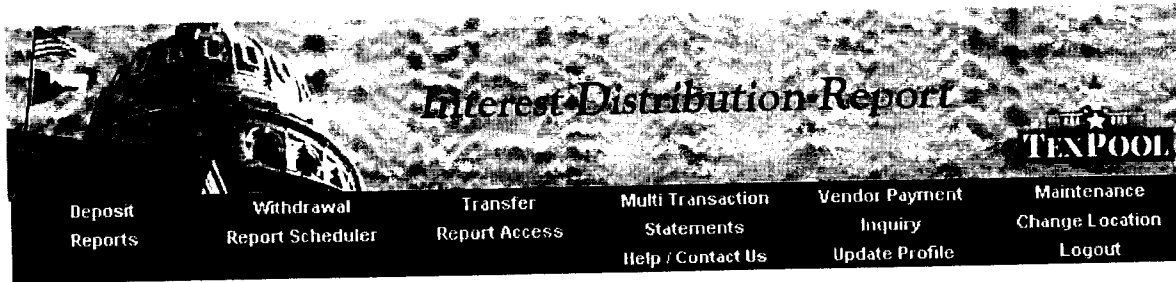 Interest Distribution Report
TEXPOOL
Deposit Withdrawal Transfer Multi Transaction Vendor Payment Maintenance
Reports Report Scheduler Report Access Statements Inquiry Change Location
Help / Contact Us Update Profile Logout